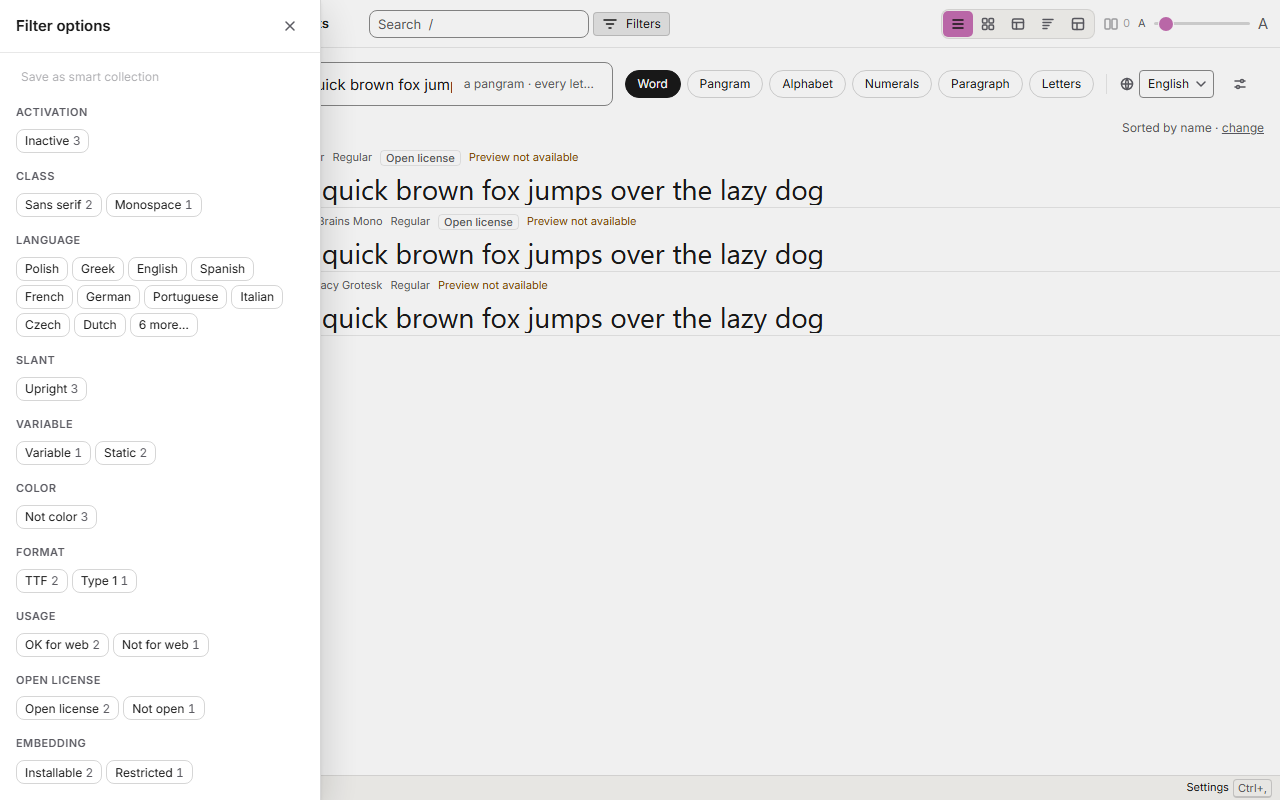 Filter options
Save as smart collection
ACTIVATION
Inactive 3
CLASS
Sans serif 2
Monospace 1
LANGUAGE
Polish
Greek
English
Spanish
French
German
Portuguese
Italian
Czech
Dutch
6 more...
SLANT
Upright 3
VARIABLE
Variable 1
Static 2
COLOR
Not color 3
FORMAT
TTF 2
Type 1 1
USAGE
OK for web 2
Not for web 1
OPEN LICENSE
Open license 2
Not open 1
EMBEDDING
Installable 2
Restricted 1
Search /
Filters
0
A
A
brown fox
a pangram · every let...
Word
Pangram
Alphabet
Numerals
Paragraph
Letters
English
Sorted by name · change
Regular Open license Preview not available
quick brown fox jumps over the lazy dog
Mono Regular Open license Preview not available
quick brown fox jumps over the lazy dog
Grotesk Regular Preview not available
quick brown fox jumps over the lazy dog
Settings Ctrl+,